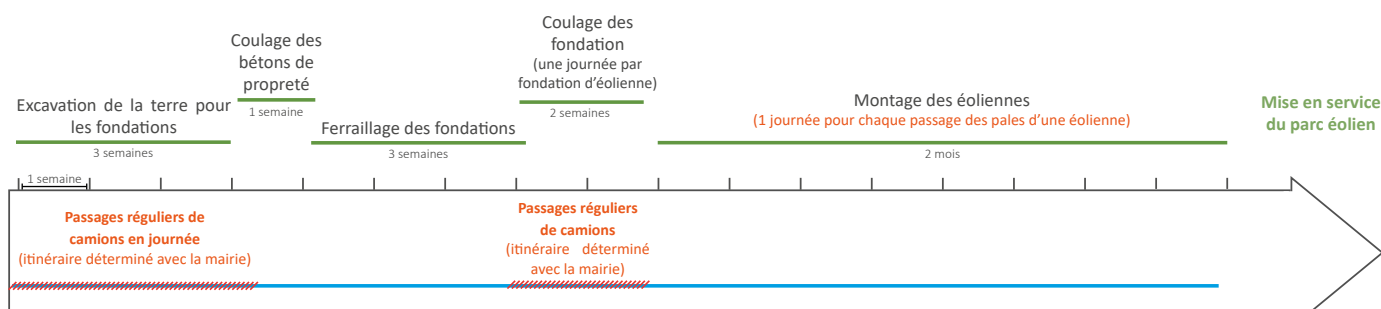 Excavation de la terre pour
les fondations
3 semaines
Coulage des
bétons de
propreté
1 semaine
Ferraillage des fondations
3 semaines
Coulage des
fondation
(une journée par
fondation d'éolienne)
2 semaines
Montage des éoliennes
(1 journée pour chaque passage des pales d'une éolienne)
2 mois
Mise en service
du parc éolien
1 semaine
Passages réguliers de
camions en journée
(itinéraire déterminé avec la mairie)
Passages réguliers
de camions
(itinéraire déterminé
avec la mairie)